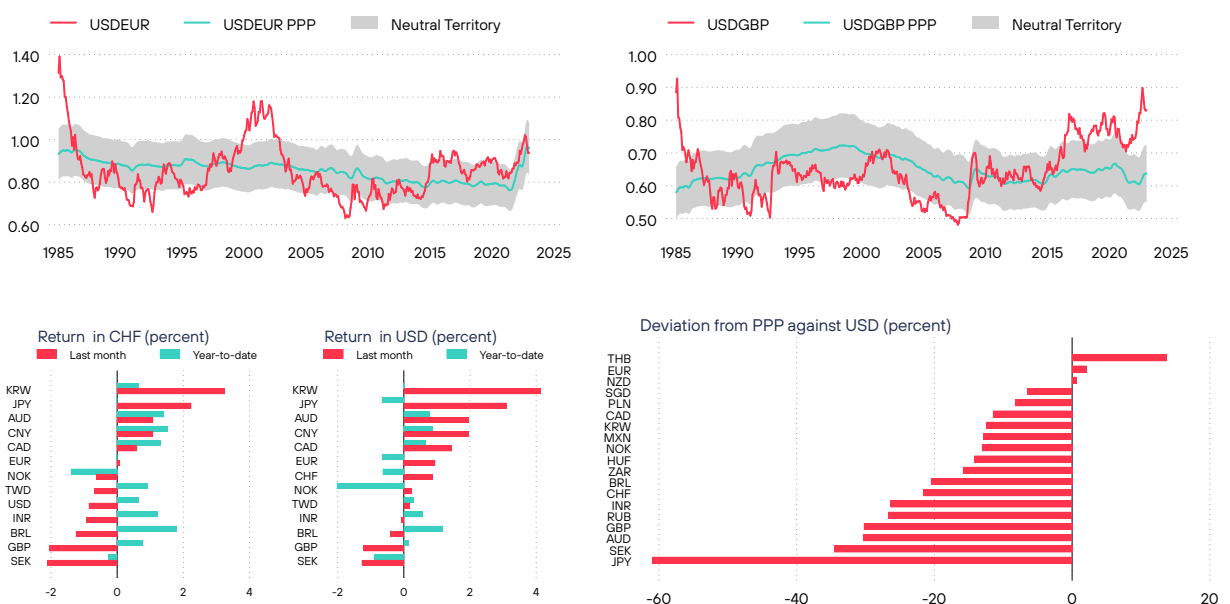 USDEUR USDEUR PPP Neutral Territory
1.40
1.20
1.00
0.80
0.60
1985 1990 1995 2000 2005 2010 2015 2020 2025
USDGBP USDGBP PPP Neutral Territory
1.00
0.90
0.80
0.70
0.60
0.50
1985 1990 1995 2000 2005 2010 2015 2020 2025
Return in CHF (percent)
Last month Year-to-date
KRW
JPY
AUD
CNY
CAD
EUR
NOK
TWD
USD
INR
BRL
GBP
SEK
-2 0 2 4
Return in USD (percent)
Last month Year-to-date
KRW
JPY
AUD
CNY
CAD
EUR
CHF
NOK
TWD
INR
BRL
GBP
SEK
-2 0 2 4
Deviation from PPP against USD (percent)
THB
EUR
NZD
SGD
PLN
CAD
KRW
MXN
NOK
HUF
ZAR
BRL
CHF
INR
RUB
GBP
AUD
SEK
JPY
-60 -40 -20 0 20